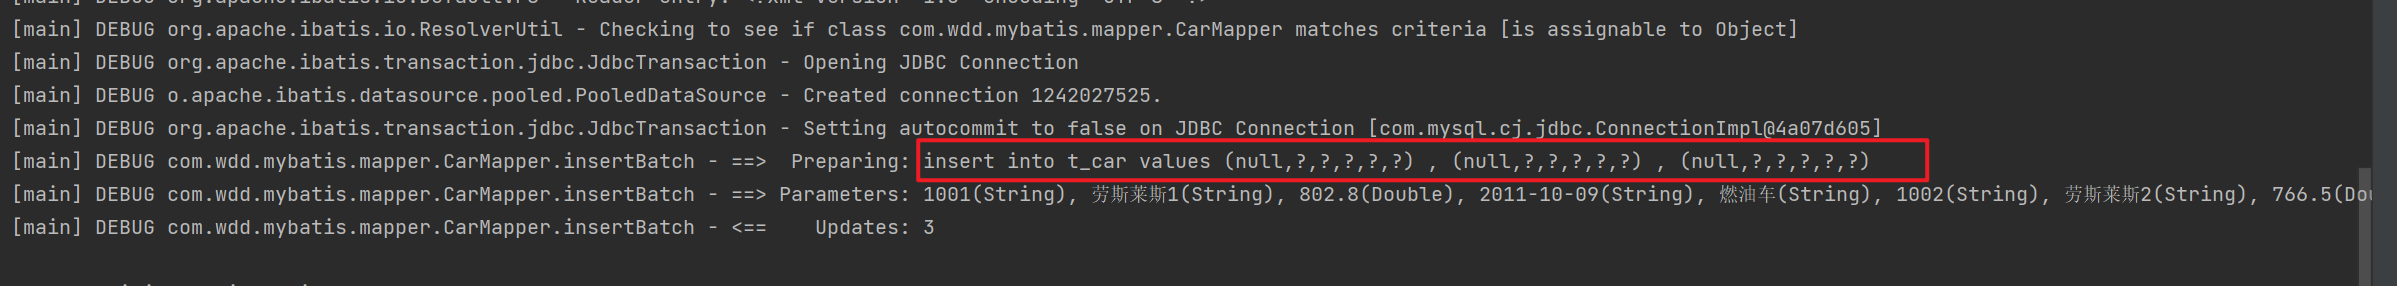 [main] DEBUG org.apache.ibatis.io.ResolverUtil - Checking to see if class com.wdd.mybatis.mapper.CarMapper matches criteria [is assignable to Object]
[main] DEBUG org.apache.ibatis.transaction.jdbc.JdbcTransaction - Opening JDBC Connection
[main] DEBUG o.apache.ibatis.datasource.pooled.PooledDataSource - Created connection 1242027525.
[main] DEBUG org.apache.ibatis.transaction.jdbc.JdbcTransaction - Setting autocommit to false on JDBC Connection [com.mysql.cj.jdbc.ConnectionImpl@4a07d605]
[main] DEBUG com.wdd.mybatis.mapper.CarMapper.insertBatch - ==>  Preparing: insert into t_car values (null,?,?,?,?,?) , (null,?,?,?,?,?) , (null,?,?,?,?,?)
[main] DEBUG com.wdd.mybatis.mapper.CarMapper.insertBatch - ==> Parameters: 1001(String), 劳斯莱斯1(String), 802.8(Double), 2011-10-09(String), 燃油车(String), 1002(String), 劳斯莱斯2(String), 766.5(Dou
[main] DEBUG com.wdd.mybatis.mapper.CarMapper.insertBatch - <==    Updates: 3